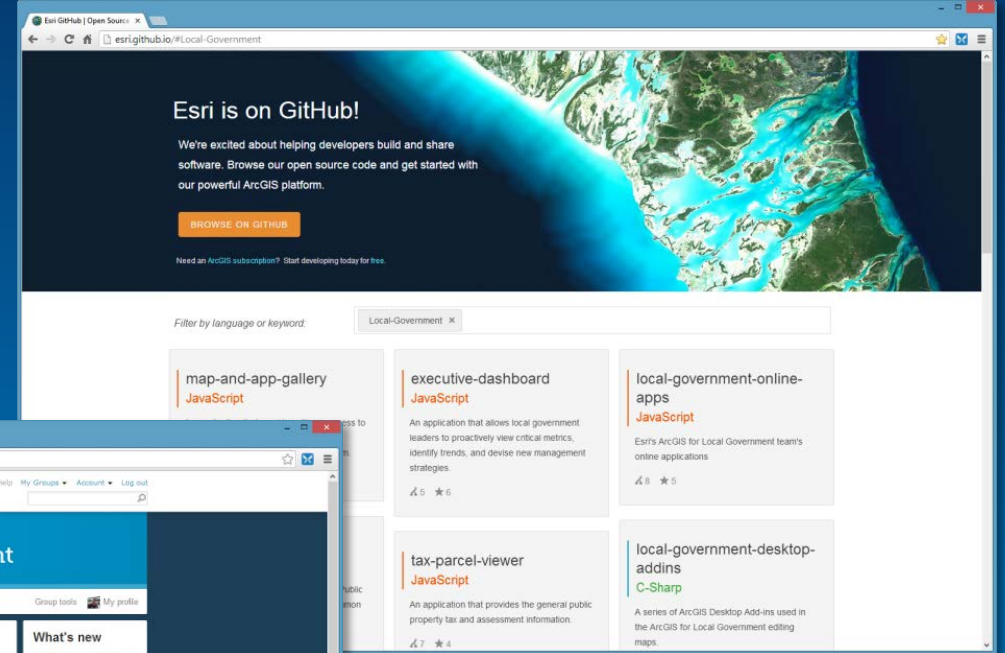 Esri GitHub | Open Source
esri.github.io/#Local-Government
Esri is on GitHub!
We're excited about helping developers build and share
software. Browse our open source code and get started with
our powerful ArcGIS platform.
BROWSE ON GITHUB
Need an ArcGIS subscription? Start developing today for free.
Filter by language or keyword:
Local-Government ×
map-and-app-gallery
JavaScript
executive-dashboard
JavaScript
An application that allows local government
leaders to proactively view critical metrics,
identify trends, and devise new management
strategies.
5 6
local-government-online-
apps
JavaScript
Esri's ArcGIS for Local Government team's
online applications
8 5
tax-parcel-viewer
JavaScript
An application that provides the general public
property tax and assessment information.
7 4
local-government-desktop-
addins
C-Sharp
A series of ArcGIS Desktop Add-ins used in
the ArcGIS for Local Government editing
maps.
My Groups Account Log out
Group tools My profile
What's new